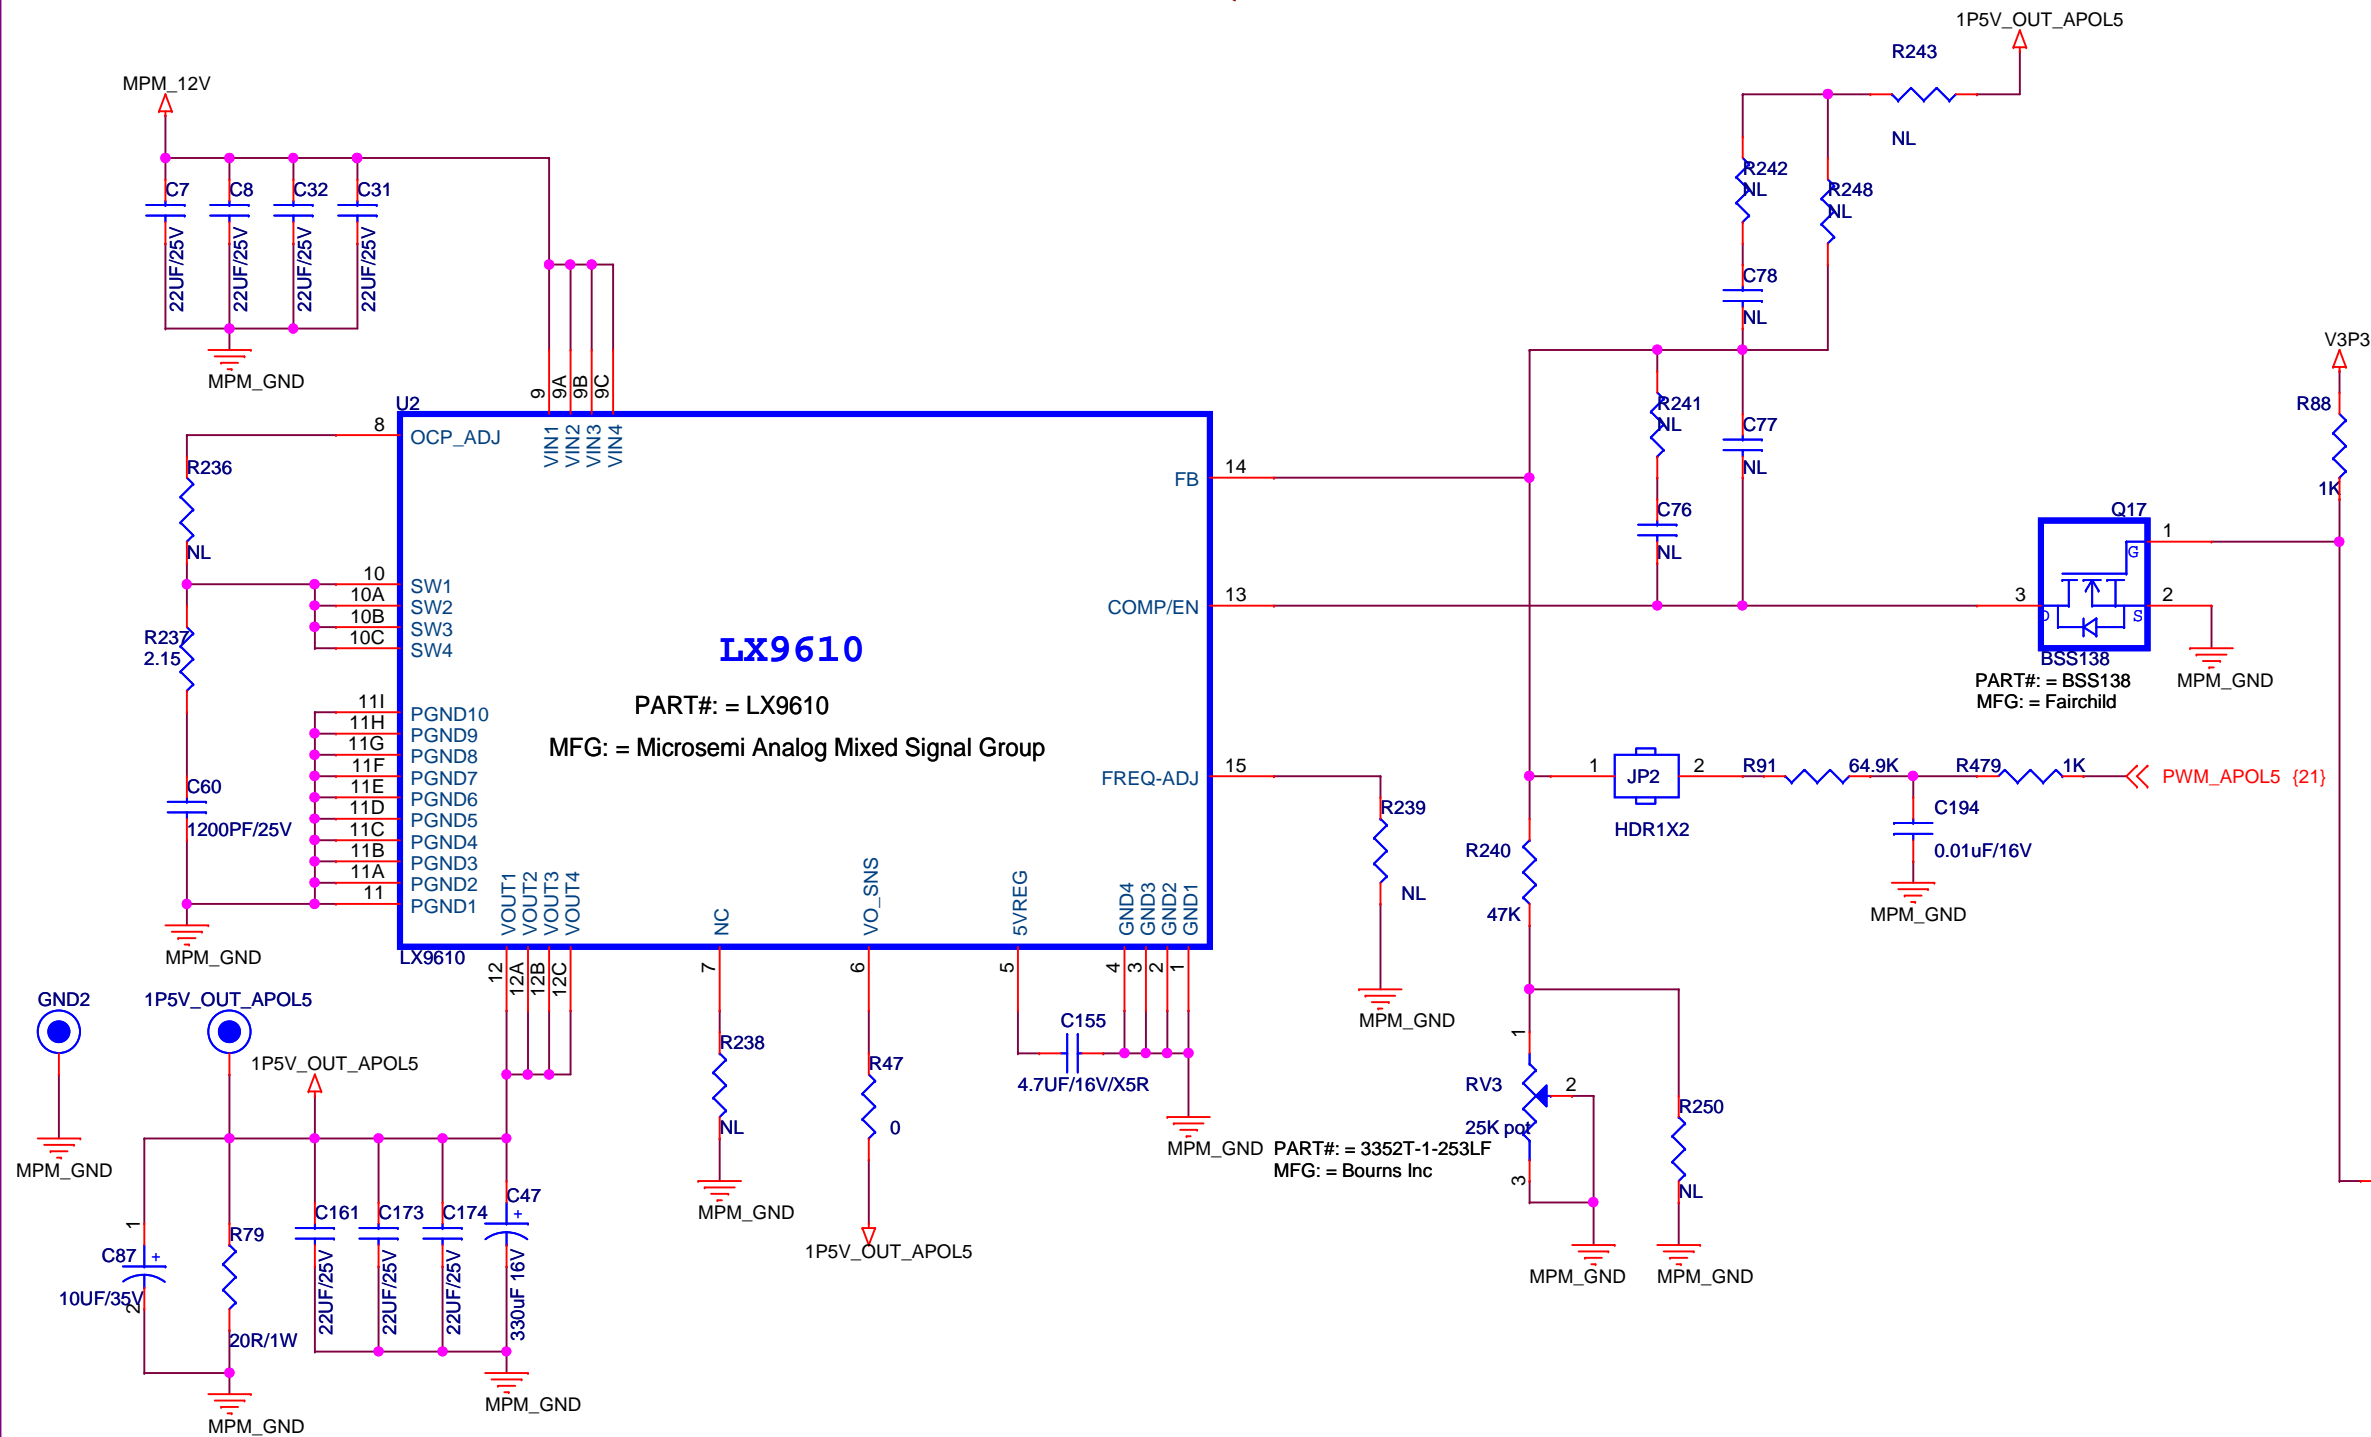 1P5V_OUT_APOL5
R243
NL
MPM_12V
C7
C8
C32
C31
22UF/25V
22UF/25V
22UF/25V
22UF/25V
MPM_GND
R242
NL
R248
NL
C78
NL
V3P3
R88
1K
R241
NL
C77
NL
C76
NL
U2
8
OCP_ADJ
9
9A
9B
9C
VIN1
VIN2
VIN3
VIN4
R236
NL
FB
14
10
SW1
10A
SW2
10B
SW3
10C
SW4
COMP/EN
13
R237
2.15
LX9610
PART#: = LX9610
MFG: = Microsemi Analog Mixed Signal Group
Q17
1
G
3
D
2
S
BSS138
PART#: = BSS138
MFG: = Fairchild
MPM_GND
11I
PGND10
11H
PGND9
11G
PGND8
11F
PGND7
11E
PGND6
11D
PGND5
11C
PGND4
11B
PGND3
11A
PGND2
11
PGND1
C60
1200PF/25V
MPM_GND
FREQ-ADJ
15
R239
NL
MPM_GND
1
JP2
2
HDR1X2
R91
64.9K
R479
1K
PWM_APOL5 {21}
C194
0.01uF/16V
MPM_GND
R240
47K
VOUT1
VOUT2
VOUT3
VOUT4
NC
VO_SNS
5VREG
GND4
GND3
GND2
GND1
LX9610
12
12A
12B
12C
7
6
5
4
3
2
1
GND2
MPM_GND
1P5V_OUT_APOL5
1P5V_OUT_APOL5
R238
NL
MPM_GND
R47
0
1P5V_OUT_APOL5
C155
4.7UF/16V/X5R
MPM_GND
1
RV3
2
25K pot
3
PART#: = 3352T-1-253LF
MFG: = Bourns Inc
MPM_GND
R250
NL
MPM_GND
1
C87
+
10UF/35V
2
R79
20R/1W
MPM_GND
C161
22UF/25V
C173
22UF/25V
C174
22UF/25V
C47
+
330uF 16V
MPM_GND